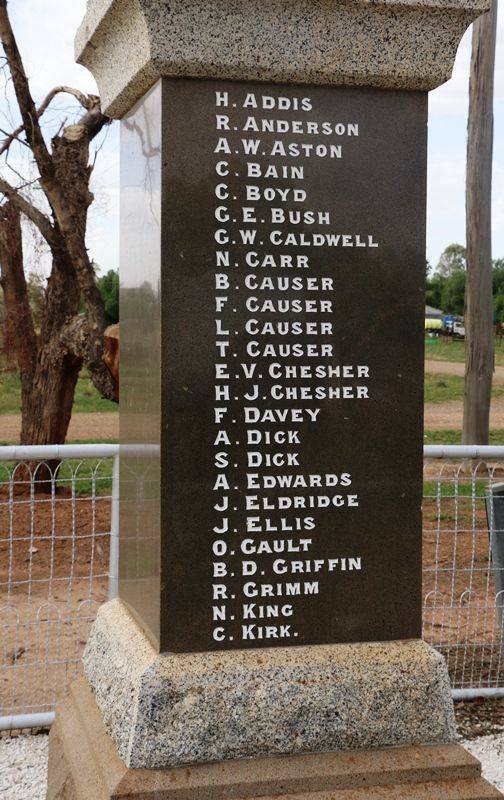 H. ADDIS
R. ANDERSON
A. W. ASTON
C. BAIN
C. BOYD
G. E. BUSH
G. W. CALDWELL
N. CARR
B. CAUSER
F. CAUSER
L. CAUSER
T. CAUSER
E. V. CHESHER
H. J. CHESHER
F. DAVEY
A. DICK
S. DICK
A. EDWARDS
J. ELDRIDGE
J. ELLIS
O. GAULT
B. D. GRIFFIN
R. GRIMM
N. KING
C. KIRK.